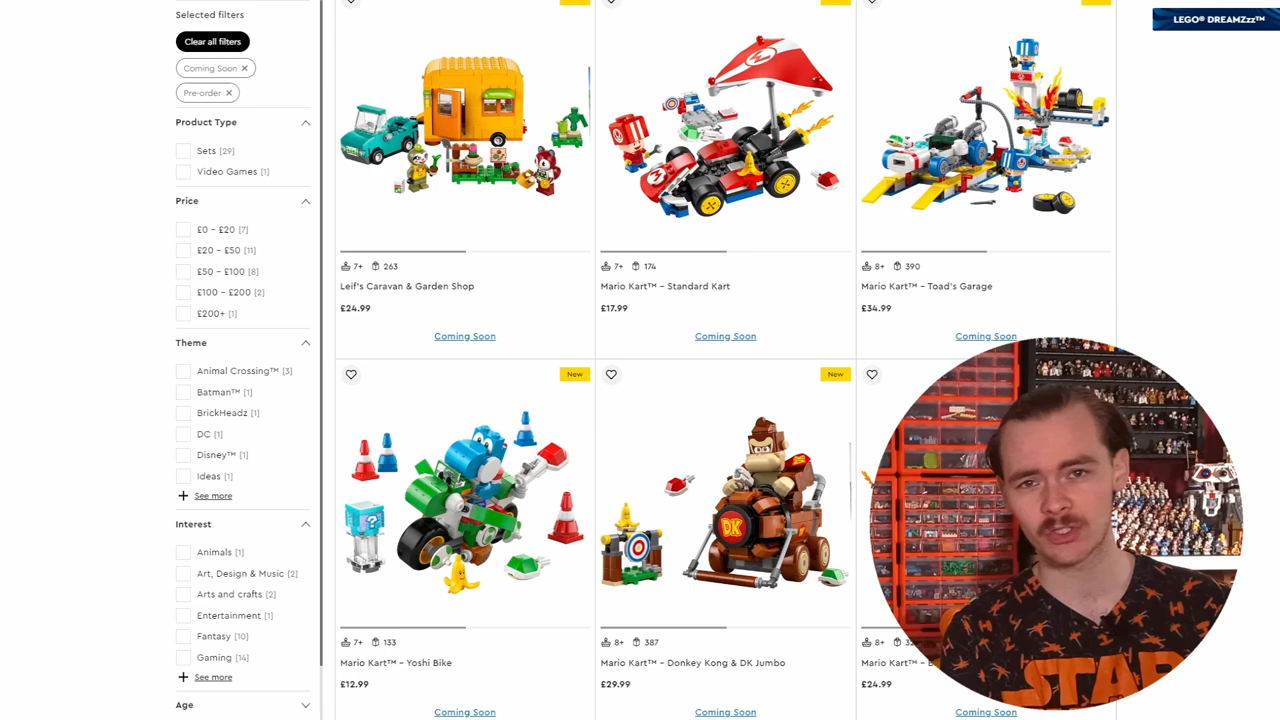 LEGO® DREAMZzz™
Selected filters
Clear all filters
Coming Soon ✕
Pre-order ✕
Product Type
Sets [29]
Video Games [1]
Price
£0 – £20 [7]
£20 – £50 [11]
£50 – £100 [8]
£100 – £200 [2]
£200+ [1]
Theme
Animal Crossing™ [3]
Batman™ [1]
BrickHeadz [1]
DC [1]
Disney™ [1]
Ideas [1]
+ See more
Interest
Animals [1]
Art, Design & Music [2]
Arts and crafts [2]
Entertainment [1]
Fantasy [10]
Gaming [14]
+ See more
Age
7+ 263
Leif's Caravan & Garden Shop
£24.99
Coming Soon
7+ 174
Mario Kart™ – Standard Kart
£17.99
Coming Soon
8+ 390
Mario Kart™ – Toad's Garage
£34.99
Coming Soon
New
7+ 133
Mario Kart™ – Yoshi Bike
£12.99
Coming Soon
New
DK
8+ 387
Mario Kart™ – Donkey Kong & DK Jumbo
£29.99
Coming Soon
8+
Mario Kart™ –
£24.99
Coming Soon
STAR